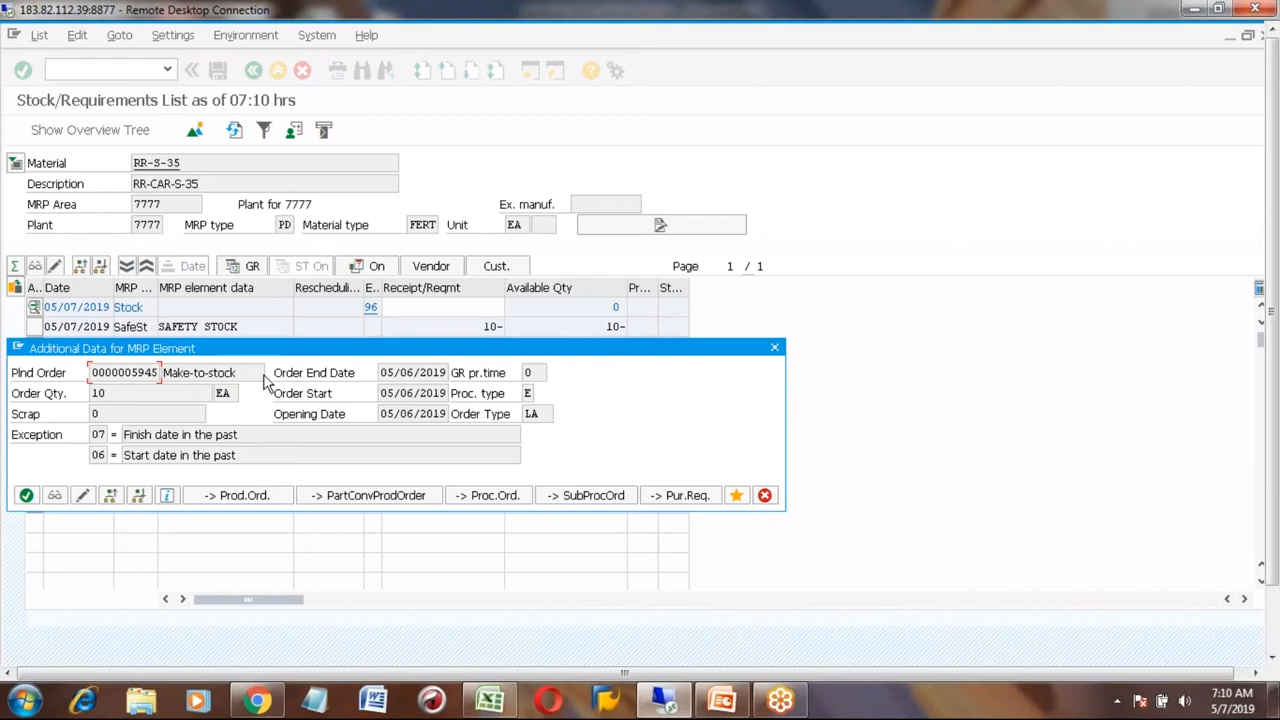 183.82.112.39:8877 - Remote Desktop Connection
List Edit Goto Settings Environment System Help
Stock/Requirements List as of 07:10 hrs
Show Overview Tree
Material RR-S-35
Description RR-CAR-S-35
MRP Area 7777 Plant for 7777 Ex. manuf.
Plant 7777 MRP type PD Material type FERT Unit EA
Date GR ST On On Vendor Cust. Page 1 / 1
A.. Date MRP ... MRP element data Rescheduli... E.. Receipt/Reqmt Available Qty Pr... St...
05/07/2019 Stock 96 0
05/07/2019 SafeSt SAFETY STOCK 10- 10-
Additional Data for MRP Element
Plnd Order 0000005945 Make-to-stock Order End Date 05/06/2019 GR pr.time 0
Order Qty. 10 EA Order Start 05/06/2019 Proc. type E
Scrap 0 Opening Date 05/06/2019 Order Type LA
Exception 07 = Finish date in the past
06 = Start date in the past
-> Prod.Ord. -> PartConvProdOrder -> Proc.Ord. -> SubProcOrd -> Pur.Req.
7:10 AM
5/7/2019